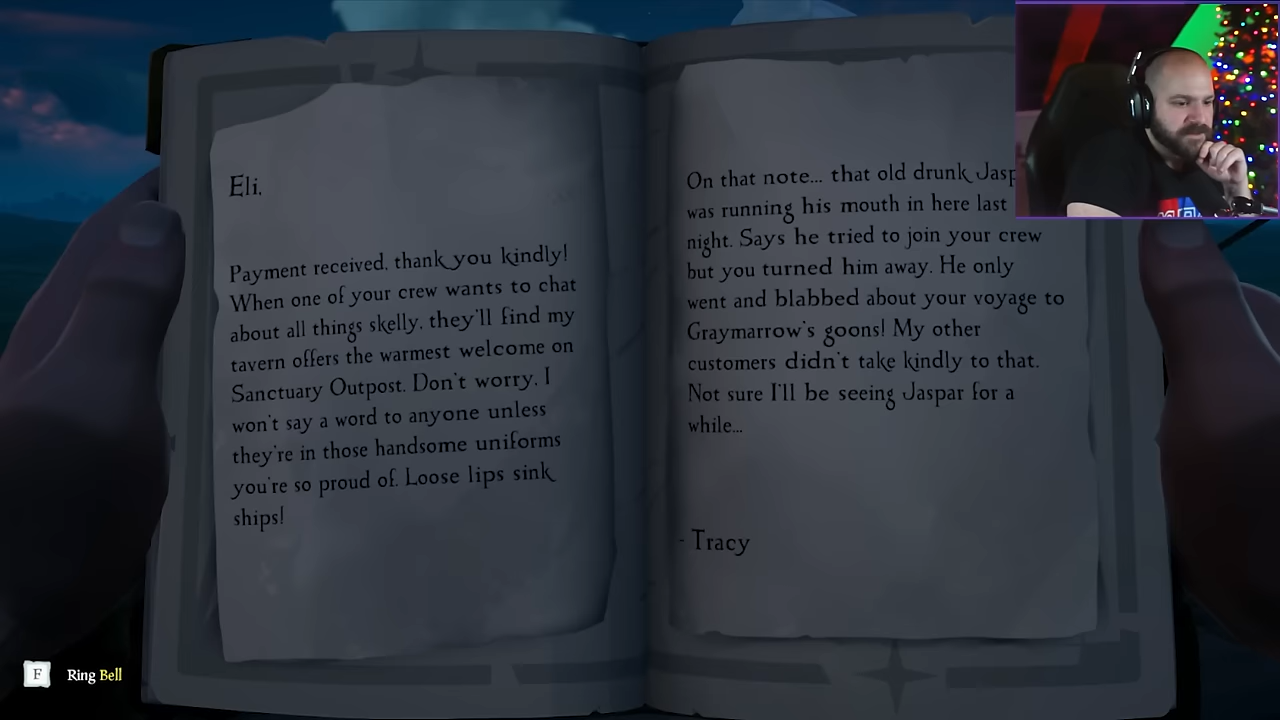 Eli,
Payment received, thank you kindly!
When one of your crew wants to chat
about all things skelly, they'll find my
tavern offers the warmest welcome on
Sanctuary Outpost. Don't worry, I
won't say a word to anyone unless
they're in those handsome uniforms
you're so proud of. Loose lips sink
ships!
On that note... that old drunk
was running his mouth in here last
night. Says he tried to join your crew
but you turned him away. He only
went and blabbed about your voyage to
Graymarrow's goons! My other
customers didn't take kindly to that.
Not sure I'll be seeing Jaspar for a
while...
- Tracy
F Ring Bell